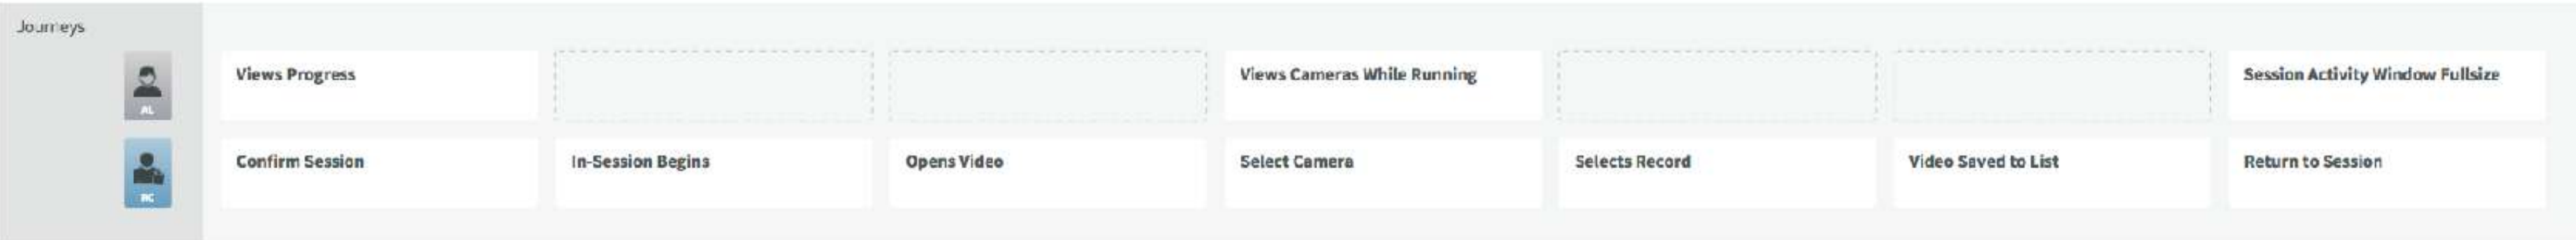 Journeys
Views Progress
Views Cameras While Running
Session Activity Window Fullsize
AL
Confirm Session
In-Session Begins
Opens Video
Select Camera
Selects Record
Video Saved to List
Return to Session